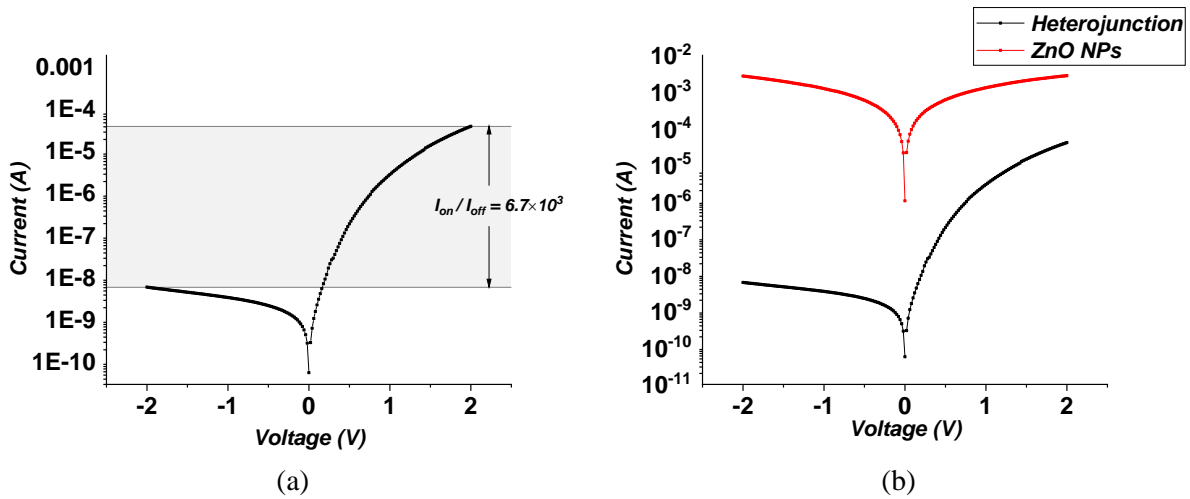 0.001
1E-4
1E-5
1E-6
1E-7
1E-8
1E-9
1E-10
Current (A)
I_on / I_off = 6.7×10³
-2 -1 0 1 2
Voltage (V)
(a)
Heterojunction
ZnO NPs
10⁻²
10⁻³
10⁻⁴
10⁻⁵
10⁻⁶
10⁻⁷
10⁻⁸
10⁻⁹
10⁻¹⁰
10⁻¹¹
Current (A)
-2 -1 0 1 2
Voltage (V)
(b)